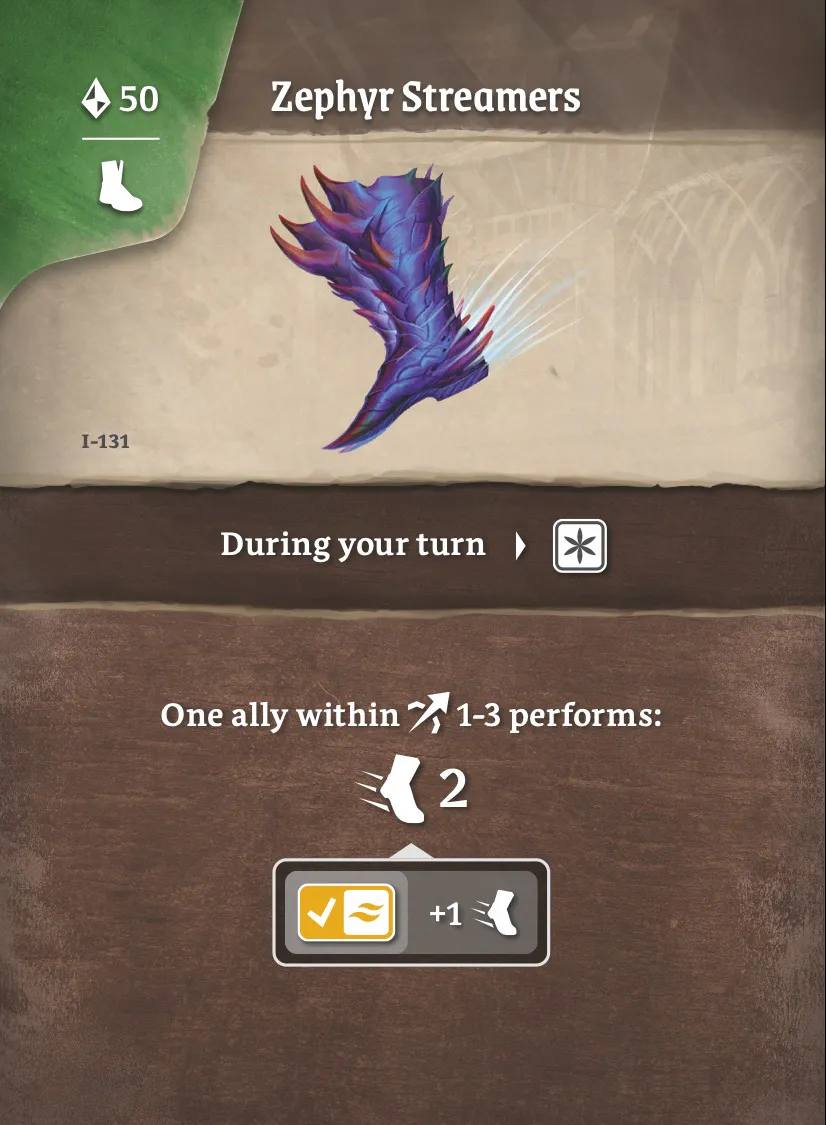 50
Zephyr Streamers
I-131
During your turn
One ally within 1-3 performs:
2
+1